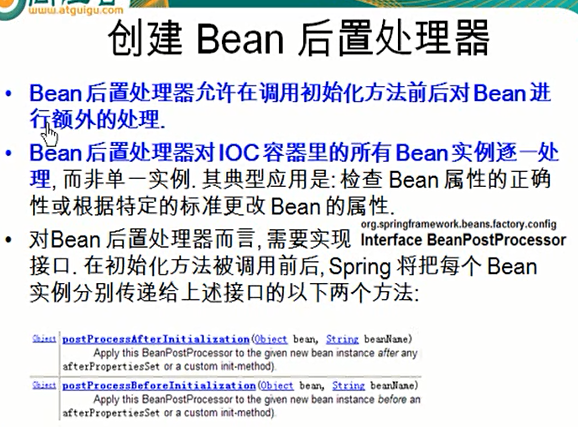 www.atguigu.com
创建 Bean 后置处理器
• Bean 后置处理器允许在调用初始化方法前后对 Bean 进
行额外的处理.
• Bean 后置处理器对 IOC 容器里的所有 Bean 实例逐一处
理, 而非单一实例. 其典型应用是: 检查 Bean 属性的正确
性或根据特定的标准更改 Bean 的属性.
org.springframework.beans.factory.config
• 对Bean 后置处理器而言, 需要实现 Interface BeanPostProcessor
接口. 在初始化方法被调用前后, Spring 将把每个 Bean
实例分别传递给上述接口的以下两个方法:
Object postProcessAfterInitialization(Object bean, String beanName)
Apply this BeanPostProcessor to the given new bean instance after any
afterPropertiesSet or a custom init-method).
Object postProcessBeforeInitialization(Object bean, String beanName)
Apply this BeanPostProcessor to the given new bean instance before an
afterPropertiesSet or a custom init-method).